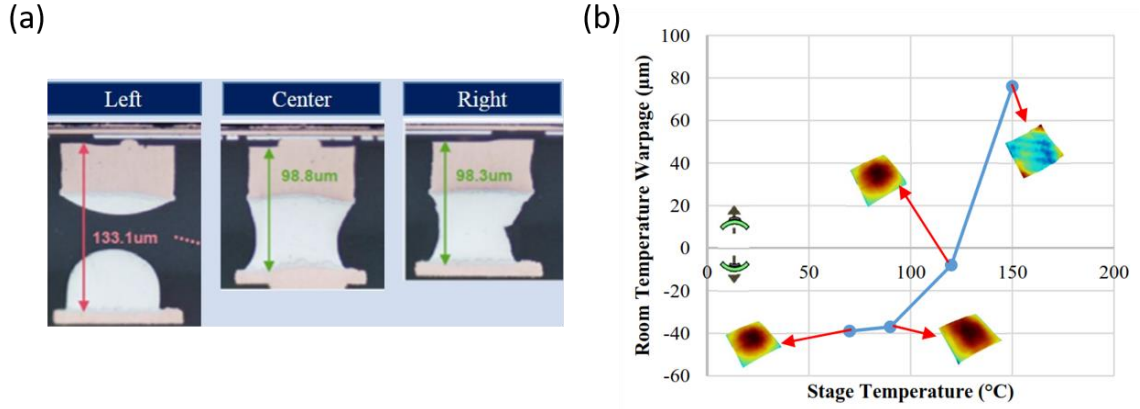 (a)
Left
Center
Right
133.1um
98.8um
98.3um
(b)
Room Temperature Warpage (µm)
100
80
60
40
20
0
-20
-40
-60
0
50
100
150
200
Stage Temperature (°C)